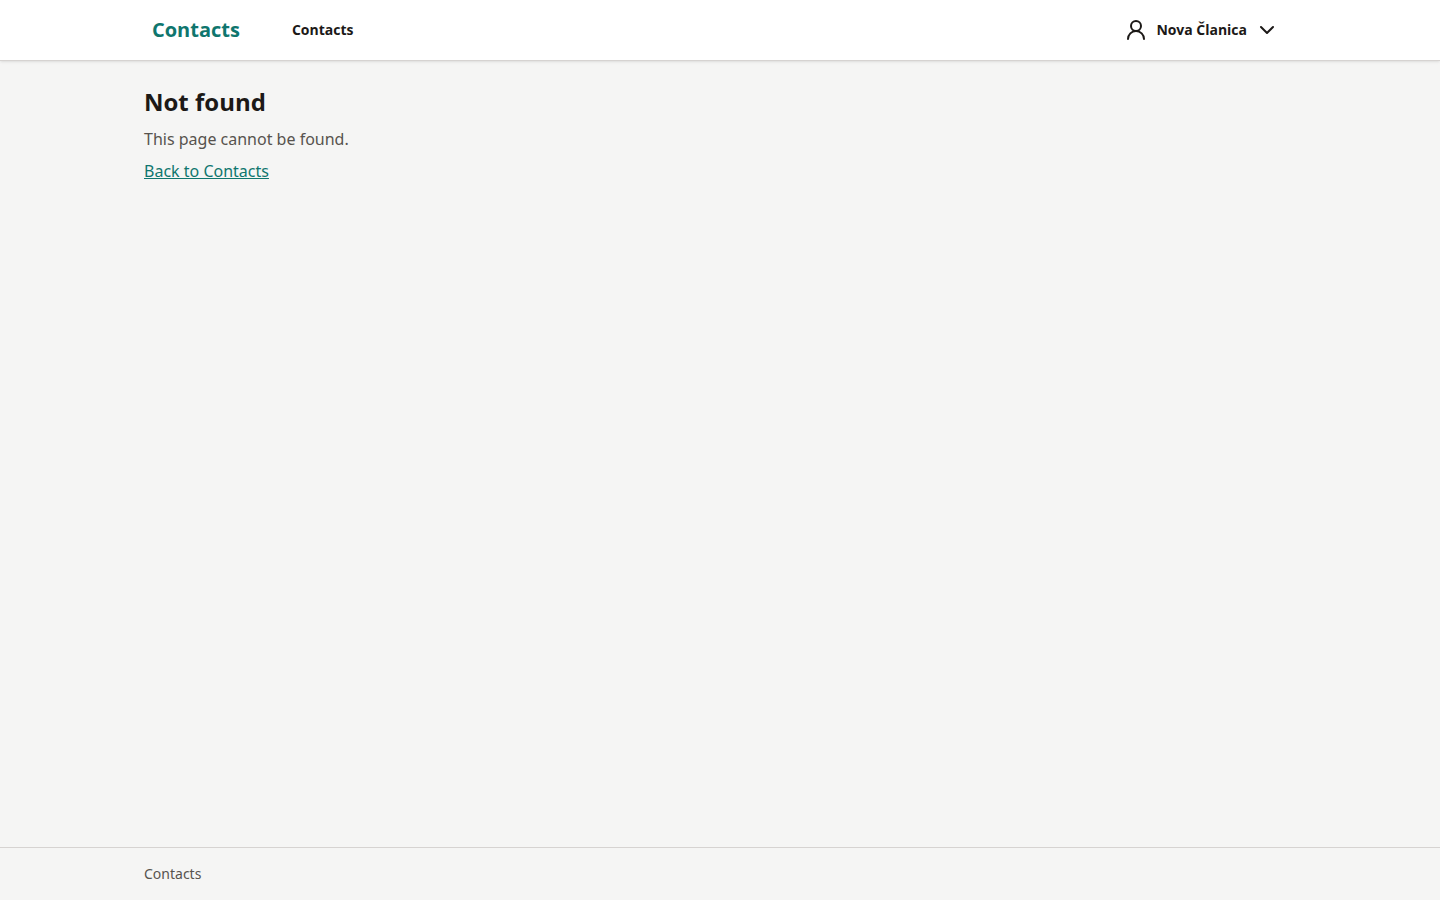 Contacts
Contacts
Nova Članica
Not found
This page cannot be found.
Back to Contacts
Contacts